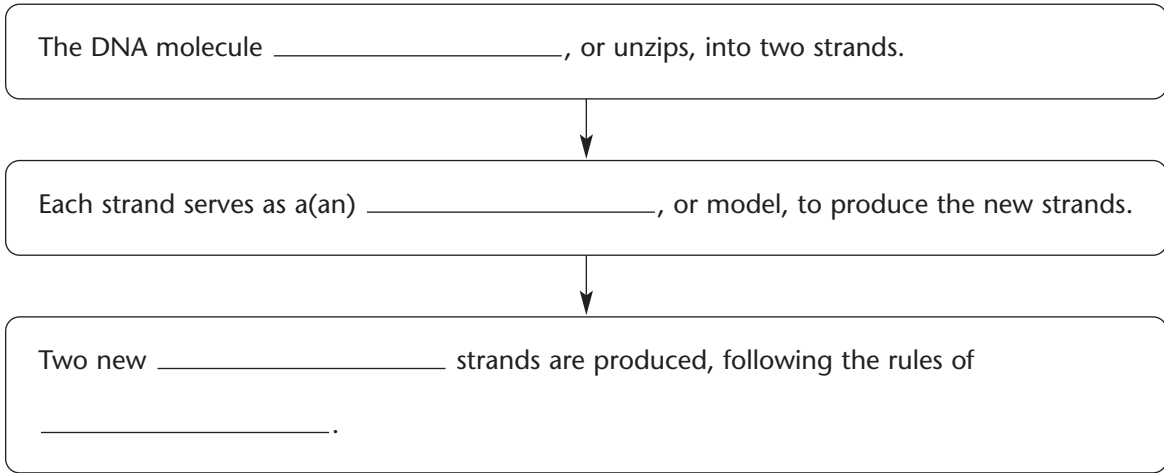 The DNA molecule ____________________, or unzips, into two strands.
Each strand serves as a(an) ____________________, or model, to produce the new strands.
Two new ____________________ strands are produced, following the rules of
____________________.